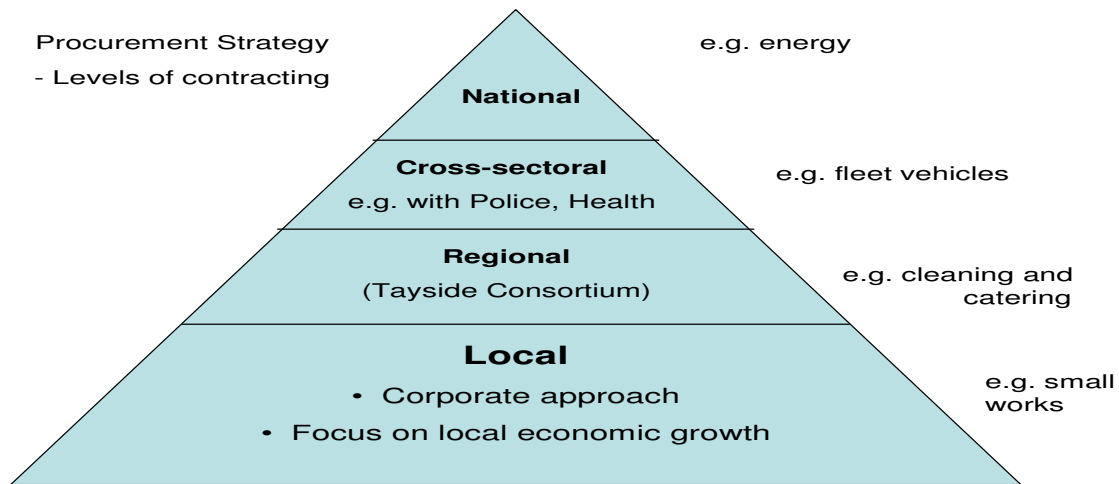 Procurement Strategy
- Levels of contracting
e.g. energy
National
Cross-sectoral
e.g. with Police, Health
e.g. fleet vehicles
Regional
(Tayside Consortium)
e.g. cleaning and
catering
Local
• Corporate approach
• Focus on local economic growth
e.g. small
works